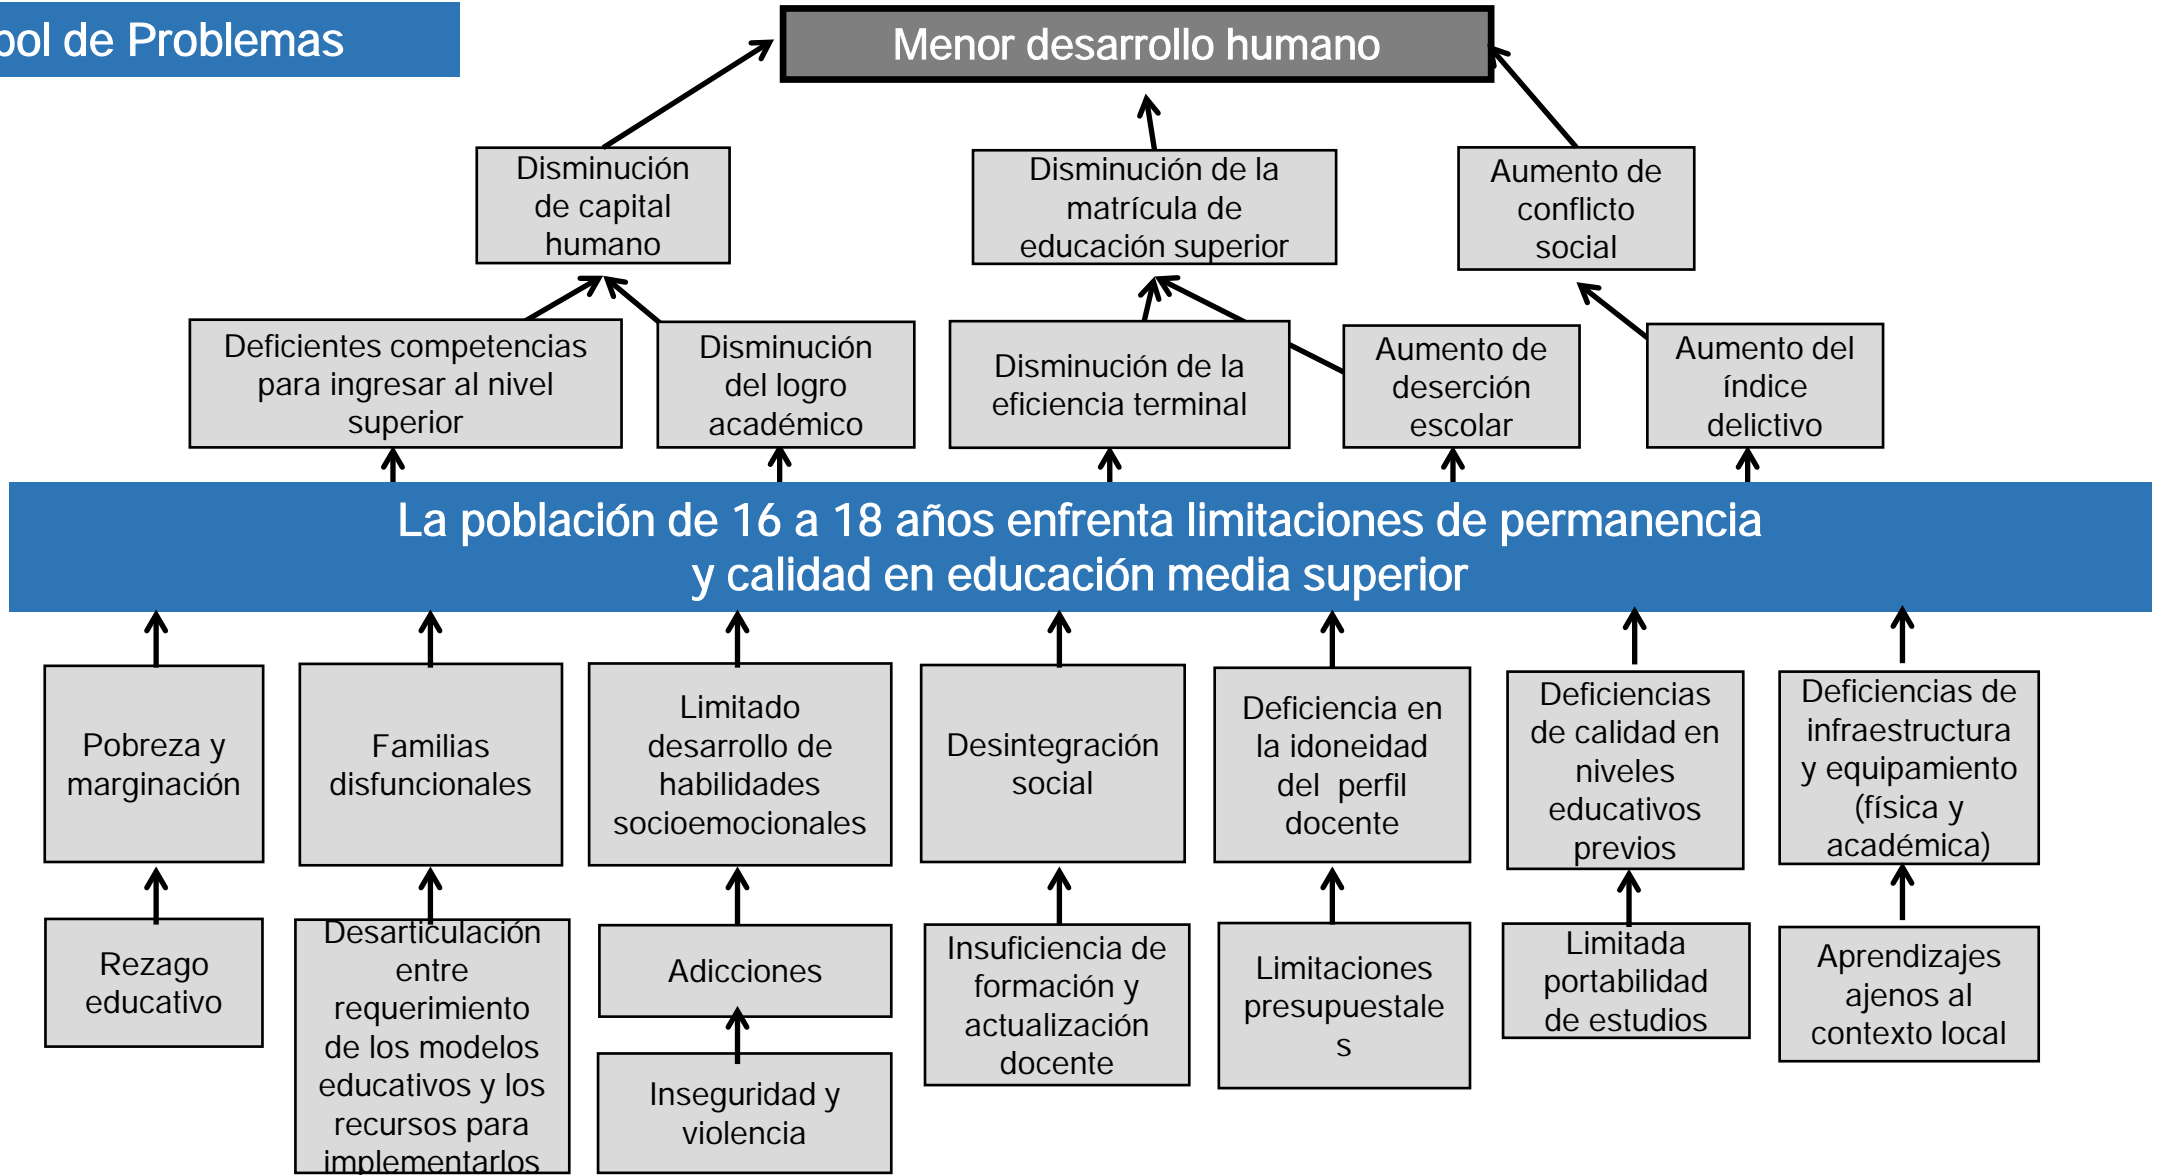 bol de Problemas
Menor desarrollo humano
Disminución
de capital
humano
Disminución de la
matrícula de
educación superior
Aumento de
conflicto
social
Deficientes competencias
para ingresar al nivel
superior
Disminución
del logro
académico
Disminución de la
eficiencia terminal
Aumento de
deserción
escolar
Aumento del
índice
delictivo
La población de 16 a 18 años enfrenta limitaciones de permanencia
y calidad en educación media superior
Pobreza y
marginación
Familias
disfuncionales
Limitado
desarrollo de
habilidades
socioemocionales
Desintegración
social
Deficiencia en
la idoneidad
del perfil
docente
Deficiencias
de calidad en
niveles
educativos
previos
Deficiencias de
infraestructura
y equipamiento
(física y
académica)
Rezago
educativo
Desarticulación
entre
requerimiento
de los modelos
educativos y los
recursos para
implementarlos
Adicciones
Inseguridad y
violencia
Insuficiencia de
formación y
actualización
docente
Limitaciones
presupuestale
s
Limitada
portabilidad
de estudios
Aprendizajes
ajenos al
contexto local